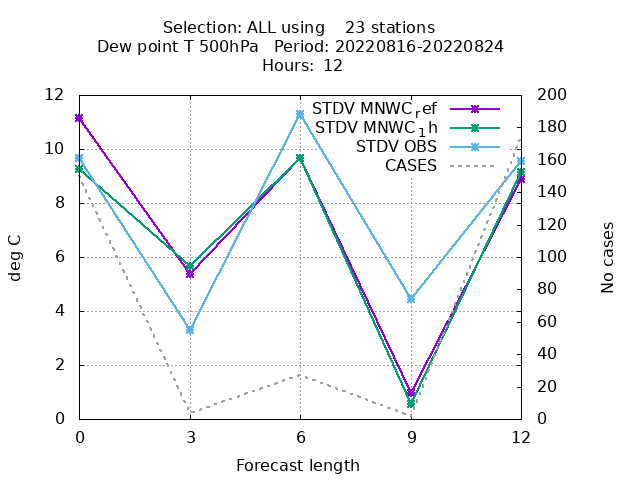 Selection: ALL using    23 stations
Dew point T 500hPa   Period: 20220816-20220824
Hours: 12
STDV MNWCref
STDV MNWC1h
STDV OBS
CASES
deg C
No cases
12
10
8
6
4
2
0
200
180
160
140
120
100
80
60
40
20
0
0 3 6 9 12
Forecast length